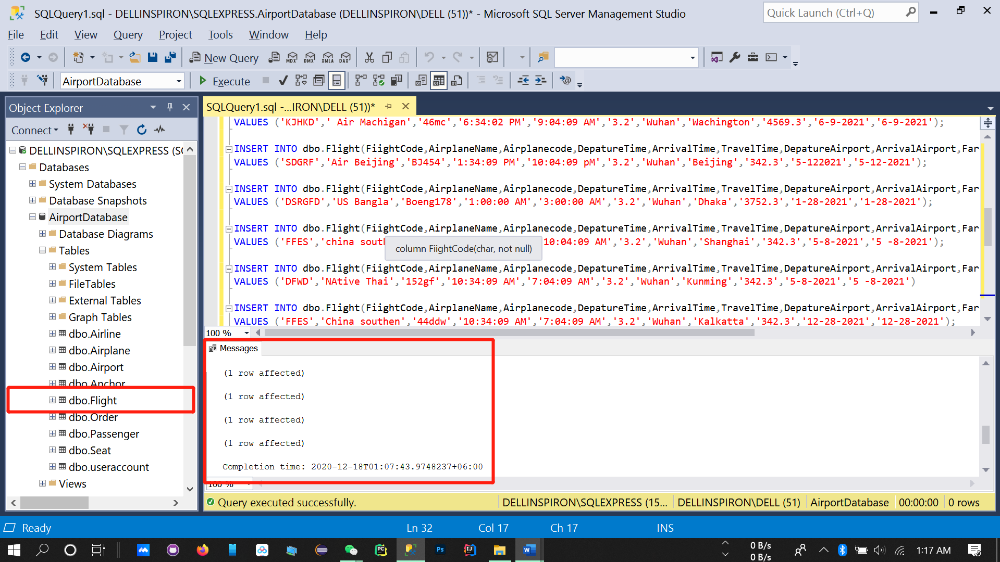 SQLQuery1.sql - DELLINSPIRON\SQLEXPRESS.AirportDatabase (DELLINSPIRON\DELL (51))* - Microsoft SQL Server Management Studio
Quick Launch (Ctrl+Q)
File Edit View Query Project Tools Window Help
New Query
MDX DMX XMLA DAX
AirportDatabase
Execute
Object Explorer
Connect
DELLINSPIRON\SQLEXPRESS (S
Databases
System Databases
Database Snapshots
AirportDatabase
Database Diagrams
Tables
System Tables
FileTables
External Tables
Graph Tables
dbo.Airline
dbo.Airplane
dbo.Airport
dbo.Anchor
dbo.Flight
dbo.Order
dbo.Passenger
dbo.Seat
dbo.useraccount
Views
SQLQuery1.sql -...IRON\DELL (51))*
VALUES ('KJHKD',' Air Machigan','46mc','6:34:02 PM','9:04:09 AM','3.2','Wuhan','Wachington','4569.3','6-9-2021','6-9-2021');
INSERT INTO dbo.Flight(FiightCode,AirplaneName,Airplanecode,DepatureTime,ArrivalTime,TravelTime,DepatureAirport,ArrivalAirport,Far
VALUES ('SDGRF','Air Beijing','BJ454','1:34:09 PM','10:04:09 pM','3.2','Wuhan','Beijing','342.3','5-122021','5-12-2021');
INSERT INTO dbo.Flight(FiightCode,AirplaneName,Airplanecode,DepatureTime,ArrivalTime,TravelTime,DepatureAirport,ArrivalAirport,Far
VALUES ('DSRGFD','US Bangla','Boeng178','1:00:00 AM','3:00:00 AM','3.2','Wuhan','Dhaka','3752.3','1-28-2021','1-28-2021');
INSERT INTO dbo.Flight(FiightCode,AirplaneName,Airplanecode,DepatureTime,ArrivalTime,TravelTime,DepatureAirport,ArrivalAirport,Far
VALUES ('FFES','china sout 10:04:09 AM','3.2','Wuhan','Shanghai','342.3','5-8-2021','5 -8-2021');
column FiightCode(char, not null)
INSERT INTO dbo.Flight(FiightCode,AirplaneName,Airplanecode,DepatureTime,ArrivalTime,TravelTime,DepatureAirport,ArrivalAirport,Far
VALUES ('DFWD','NAtive Thai','152gf','10:34:09 AM','7:04:09 AM','3.2','Wuhan','Kunming','342.3','5-8-2021','5 -8-2021')
INSERT INTO dbo.Flight(FiightCode,AirplaneName,Airplanecode,DepatureTime,ArrivalTime,TravelTime,DepatureAirport,ArrivalAirport,Far
VALUES ('FFES','China southen','44ddw','10:34:09 AM','7:04:09 AM','3.2','Wuhan','Kalkatta','342.3','12-28-2021','12-28-2021');
100 %
Messages
(1 row affected)
(1 row affected)
(1 row affected)
(1 row affected)
Completion time: 2020-12-18T01:07:43.9748237+06:00
100 %
Query executed successfully.
DELLINSPIRON\SQLEXPRESS (15... DELLINSPIRON\DELL (51) AirportDatabase 00:00:00 0 rows
Ready Ln 32 Col 17 Ch 17 INS
PC Ps IJ W
0 B/s
0 B/s
1:17 AM